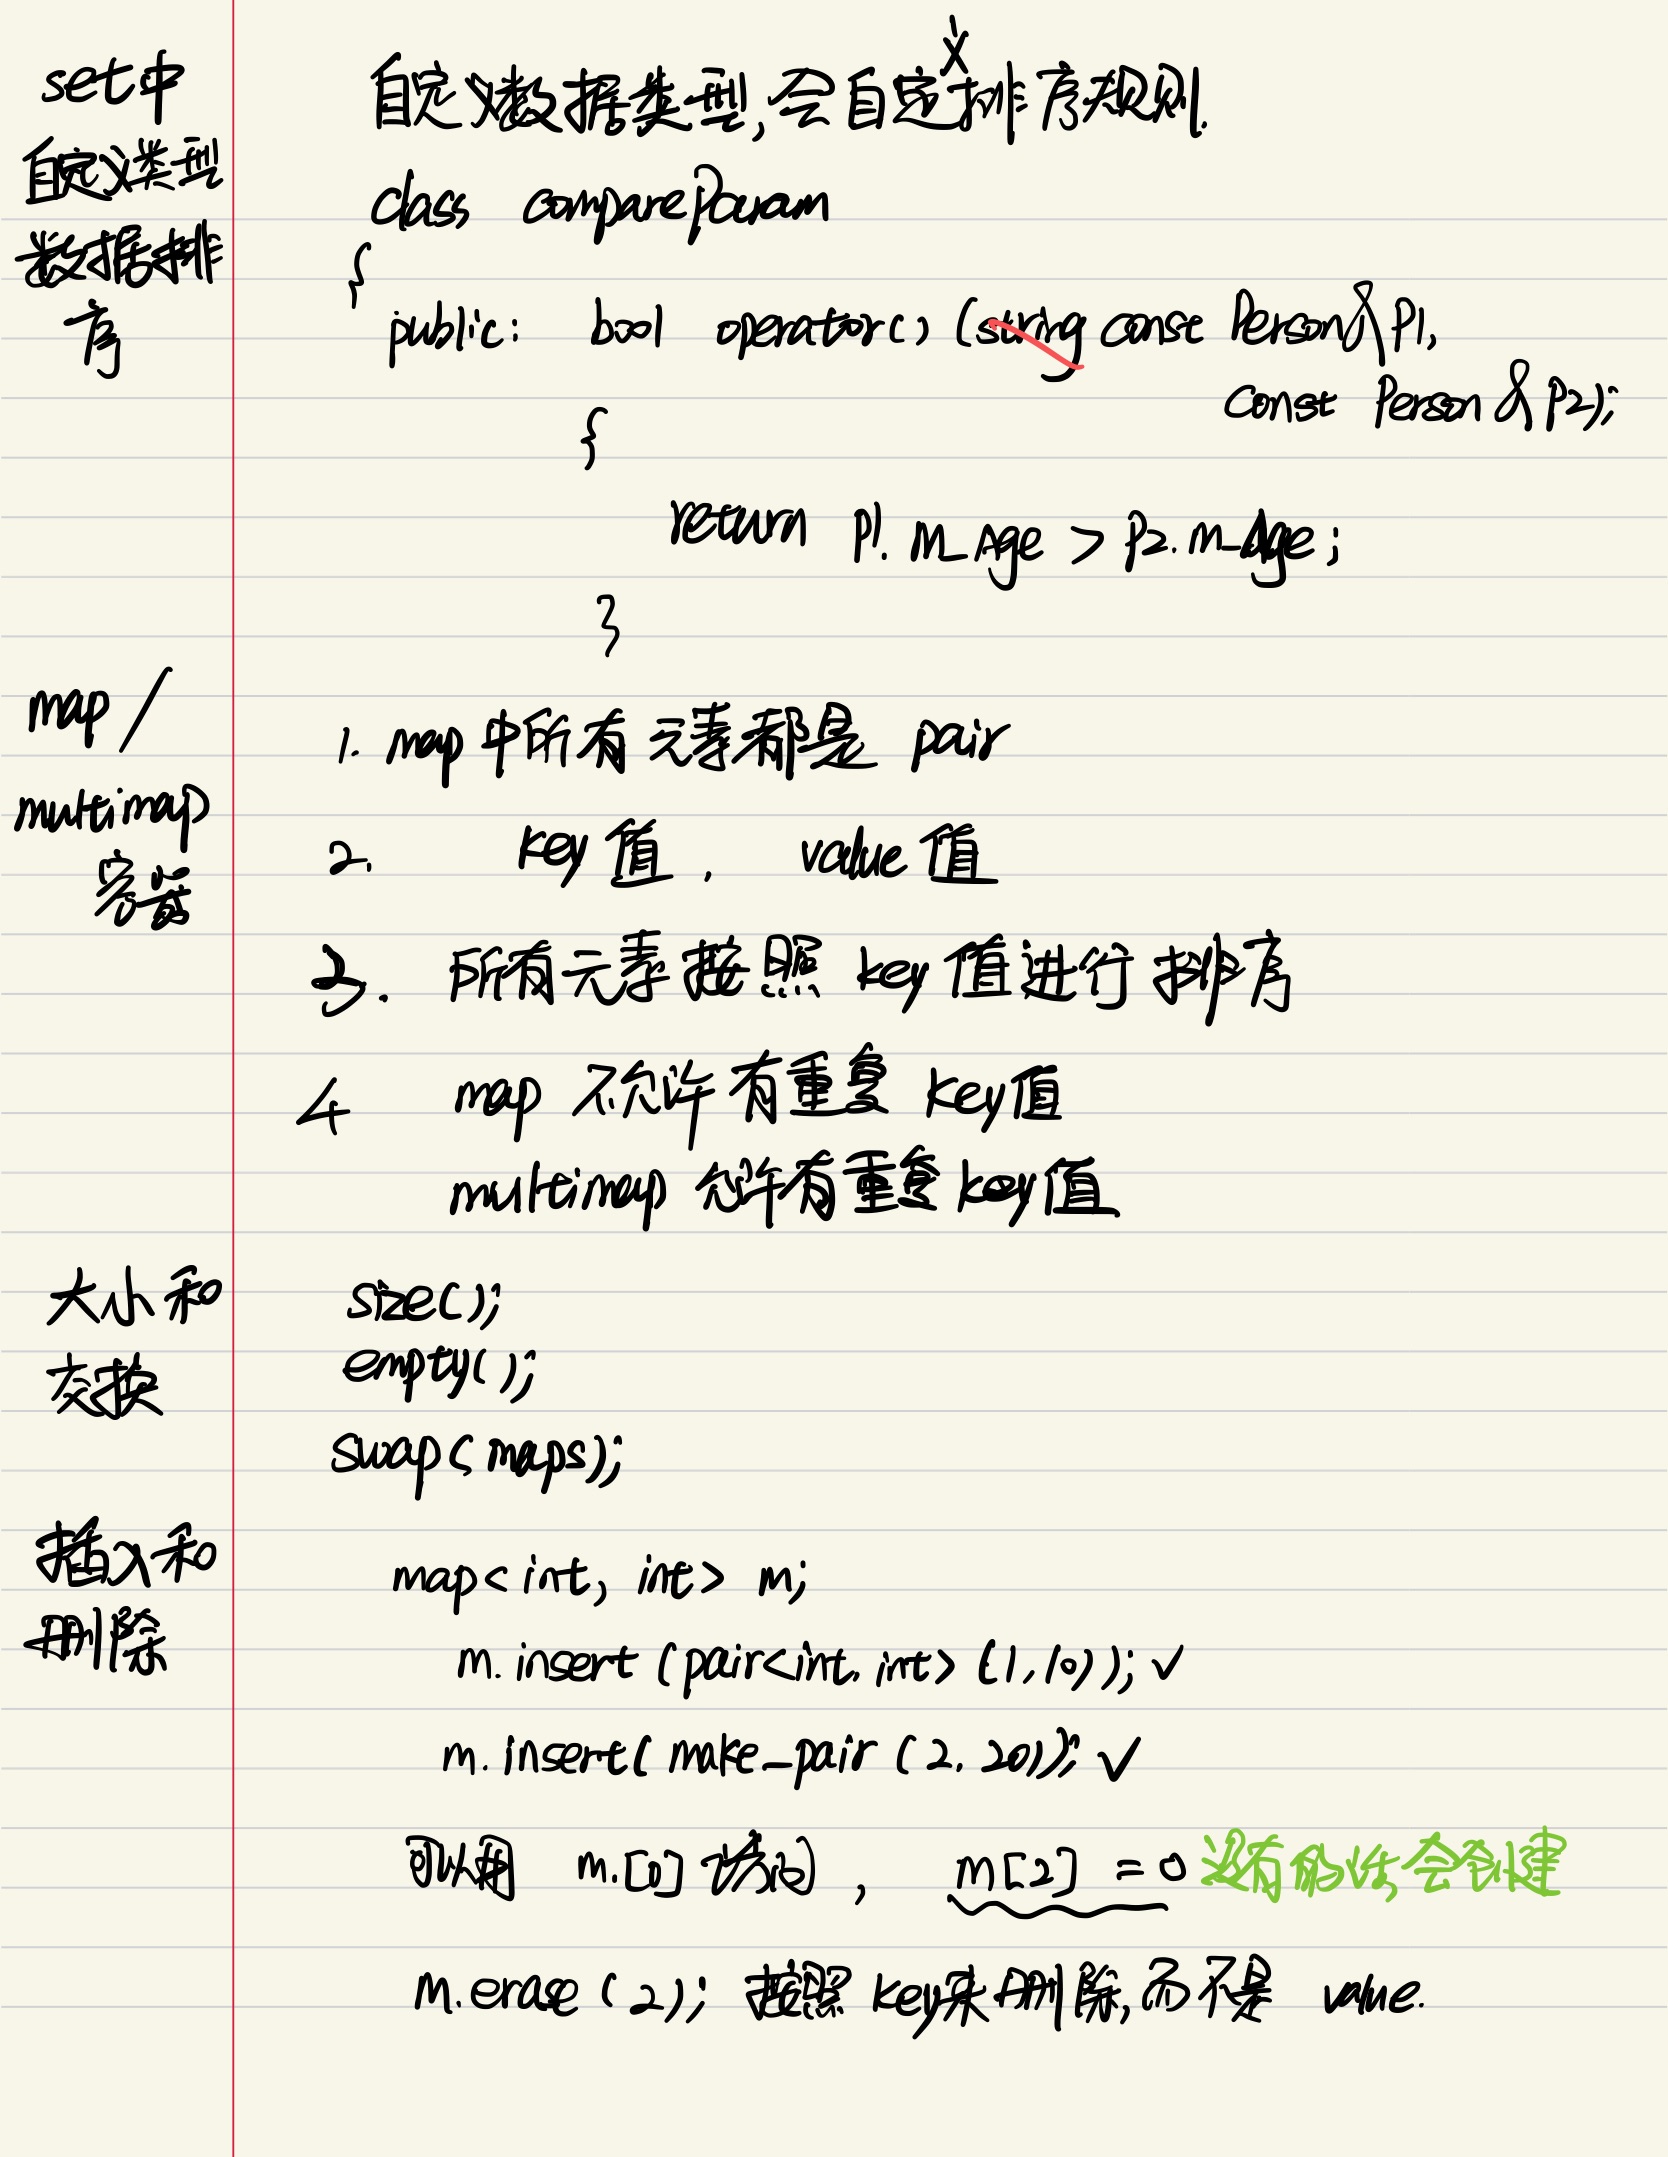 set中
自定义类型
数据排
序
自定义数据类型,会自定义排序规则.
class compareParam
{
public: bool operator() (string const Person& P1,
const Person & P2);
{
return P1. m_Age > P2. m_Age;
}
map /
multimap
容器
1. map中所有元素都是 pair
2. key值, value值
3. 所有元素按照 key 值进行排序
4 map 不允许有重复 key值
multimap 允许有重复 key值
大小和
交换
size();
empty();
swap(maps);
插入和
删除
map<int, int> m;
m.insert (pair<int, int> (1,10)); ✓
m.insert( make_pair (2, 20)); ✓
可以用 m.[0] 访问, m[2] = 0 没有的话会创建
m.erase (2); 按照 key来删除,而不是 value.